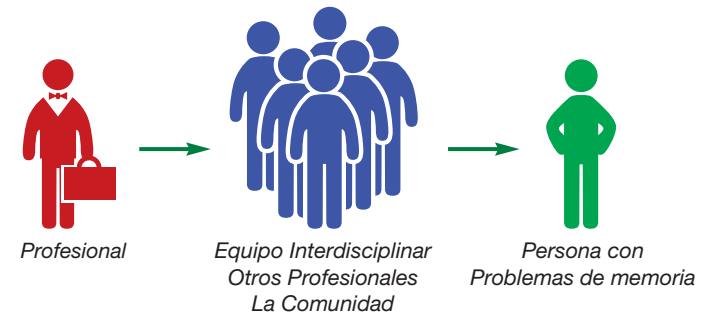 Profesional
Equipo Interdisciplinar
Otros Profesionales
La Comunidad
Persona con
Problemas de memoria